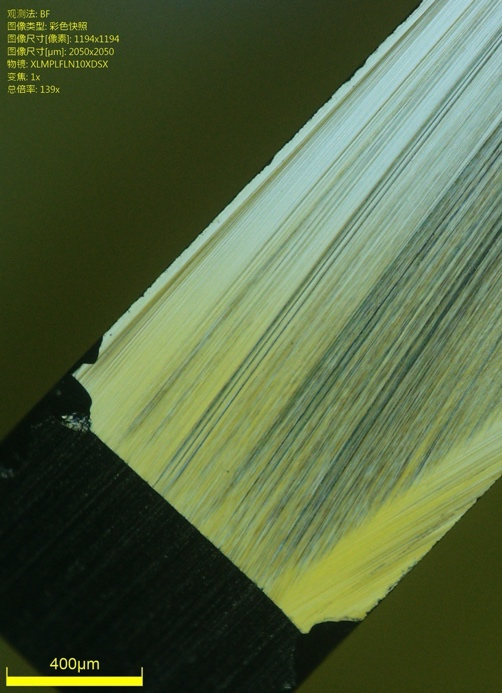 观测法: BF
图像类型: 彩色快照
图像尺寸[像素]: 1194x1194
图像尺寸[μm]: 2050x2050
物镜: XLMPLFLN10XDSX
变焦: 1x
总倍率: 139x
400μm